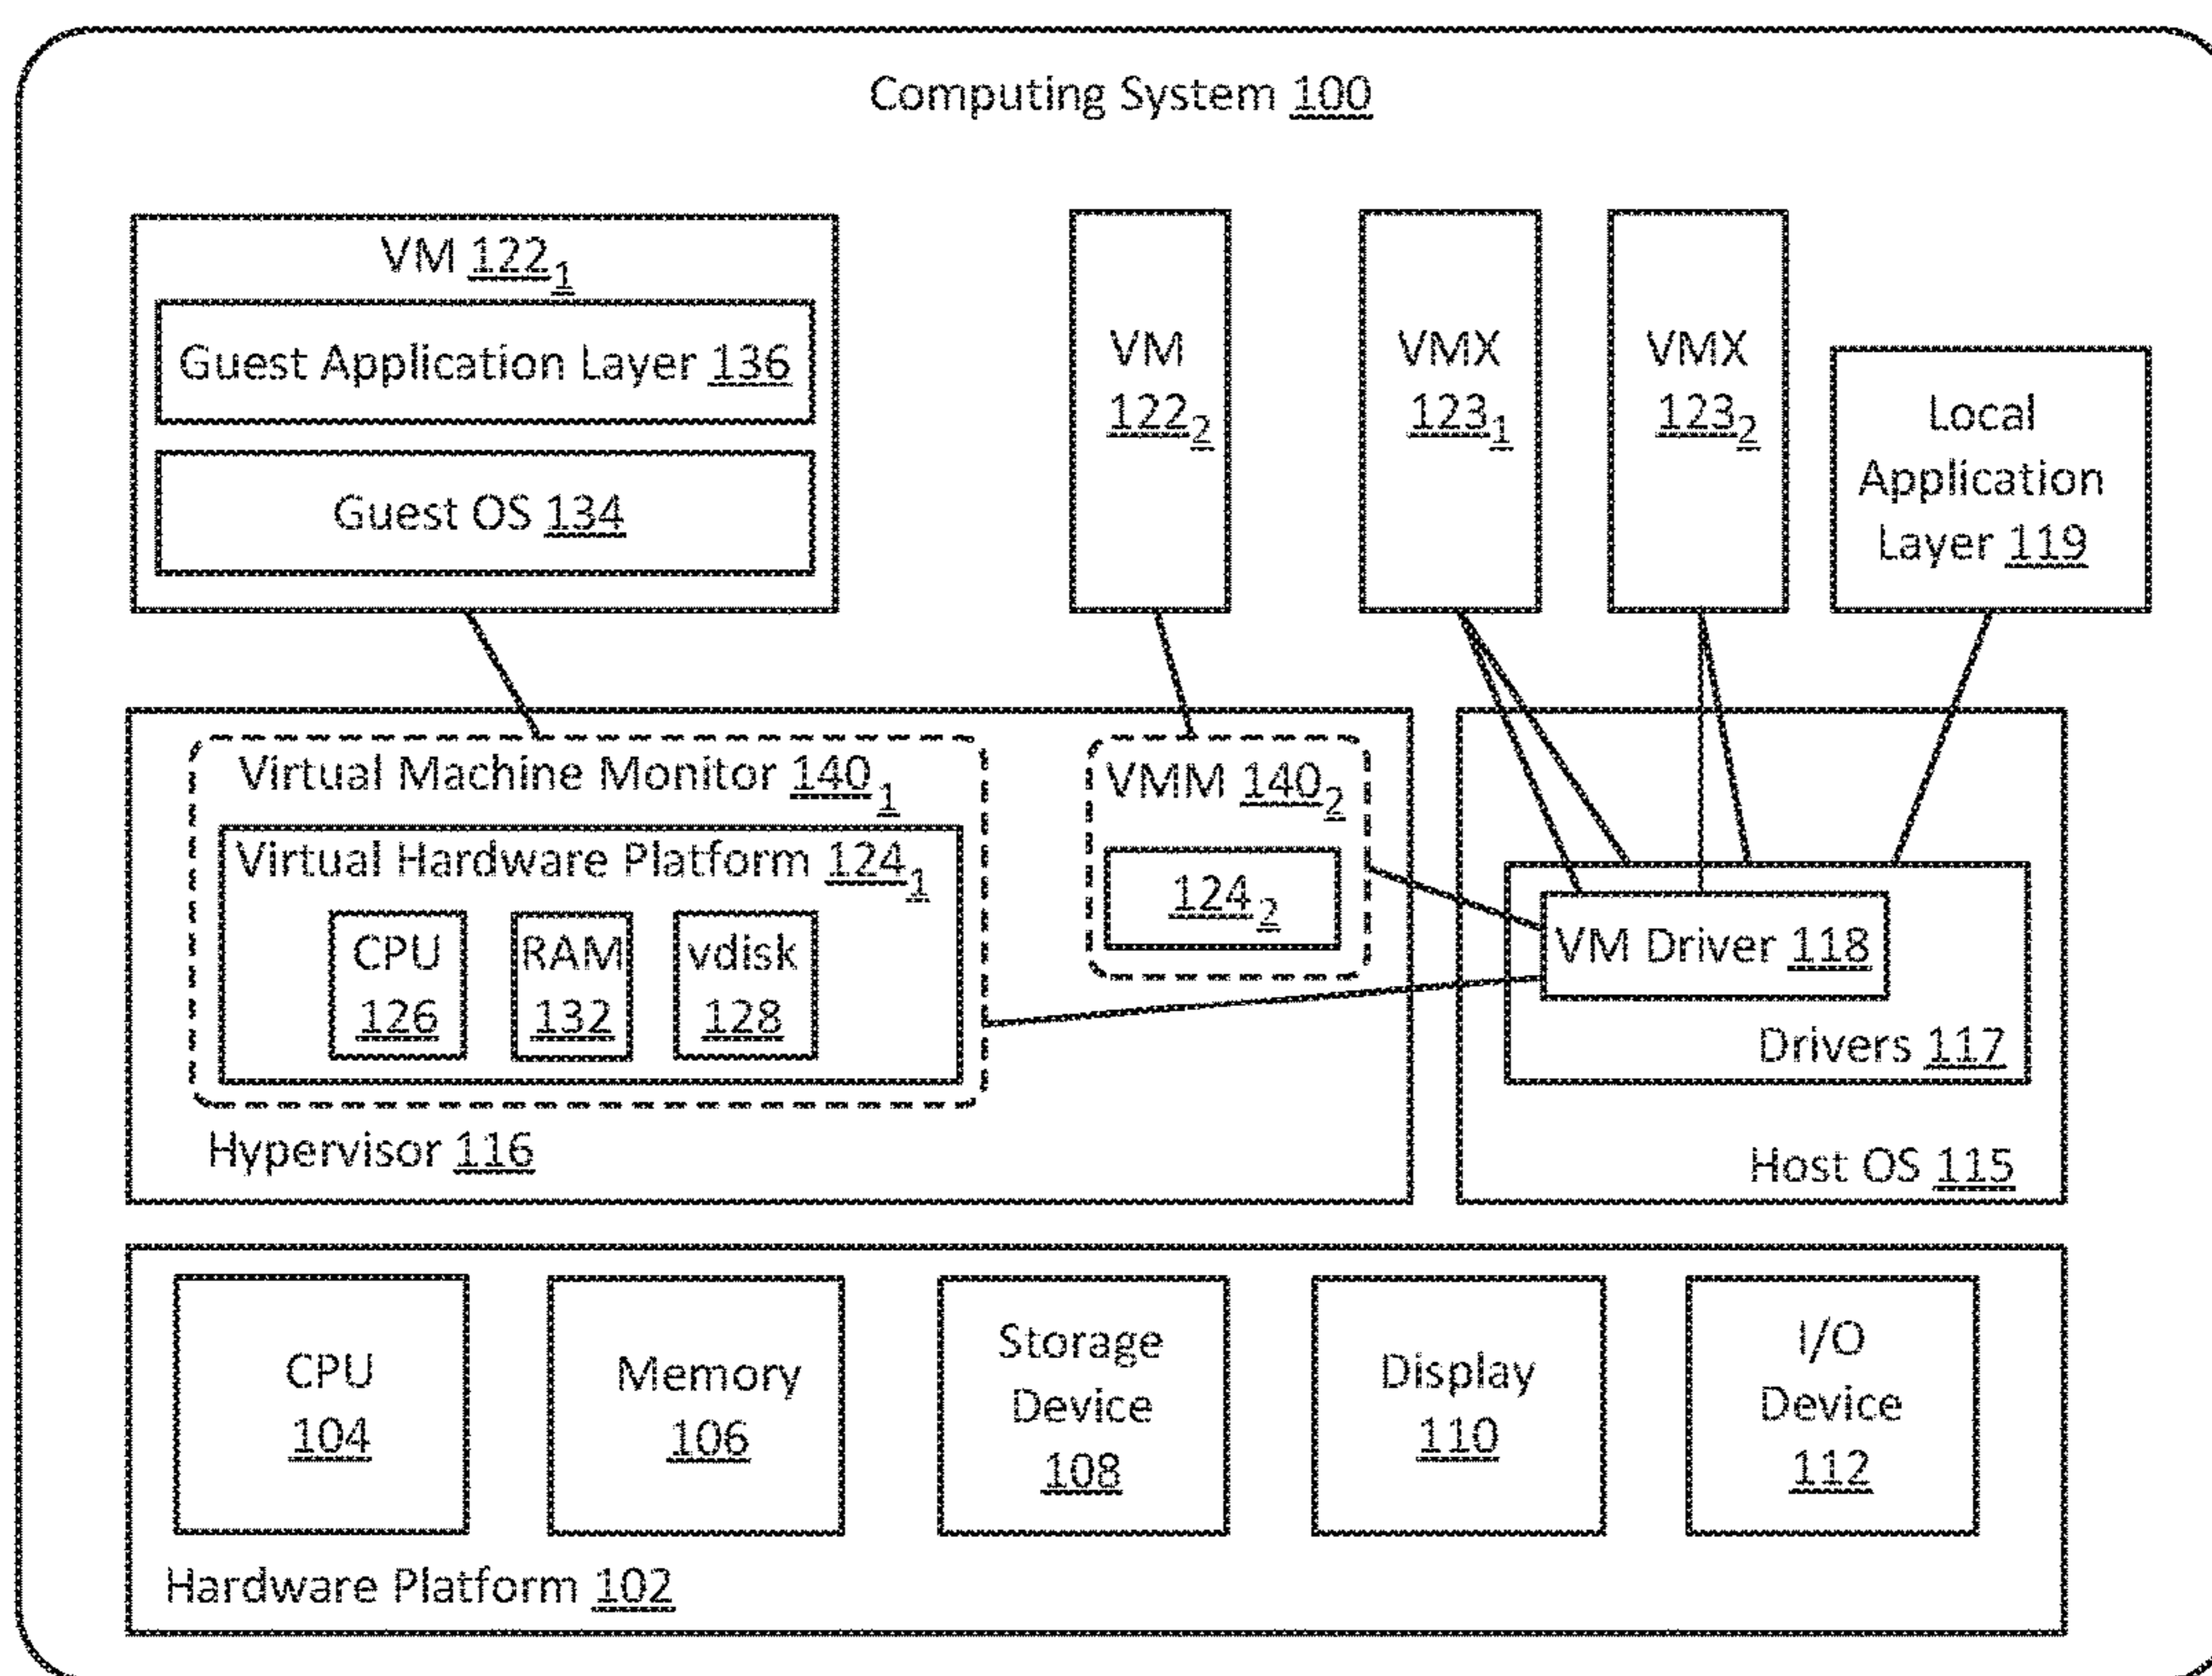 Computing System 100
VM 122₁
Guest Application Layer 136
Guest OS 134
VM
122₂
VMX
123₁
VMX
123₂
Local
Application
Layer 119
Virtual Machine Monitor 140₁
Virtual Hardware Platform 124₁
CPU
126
RAM
132
vdisk
128
Hypervisor 116
VMM 140₂
124₂
VM Driver 118
Drivers 117
Host OS 115
CPU
104
Memory
106
Storage
Device
108
Display
110
I/O
Device
112
Hardware Platform 102